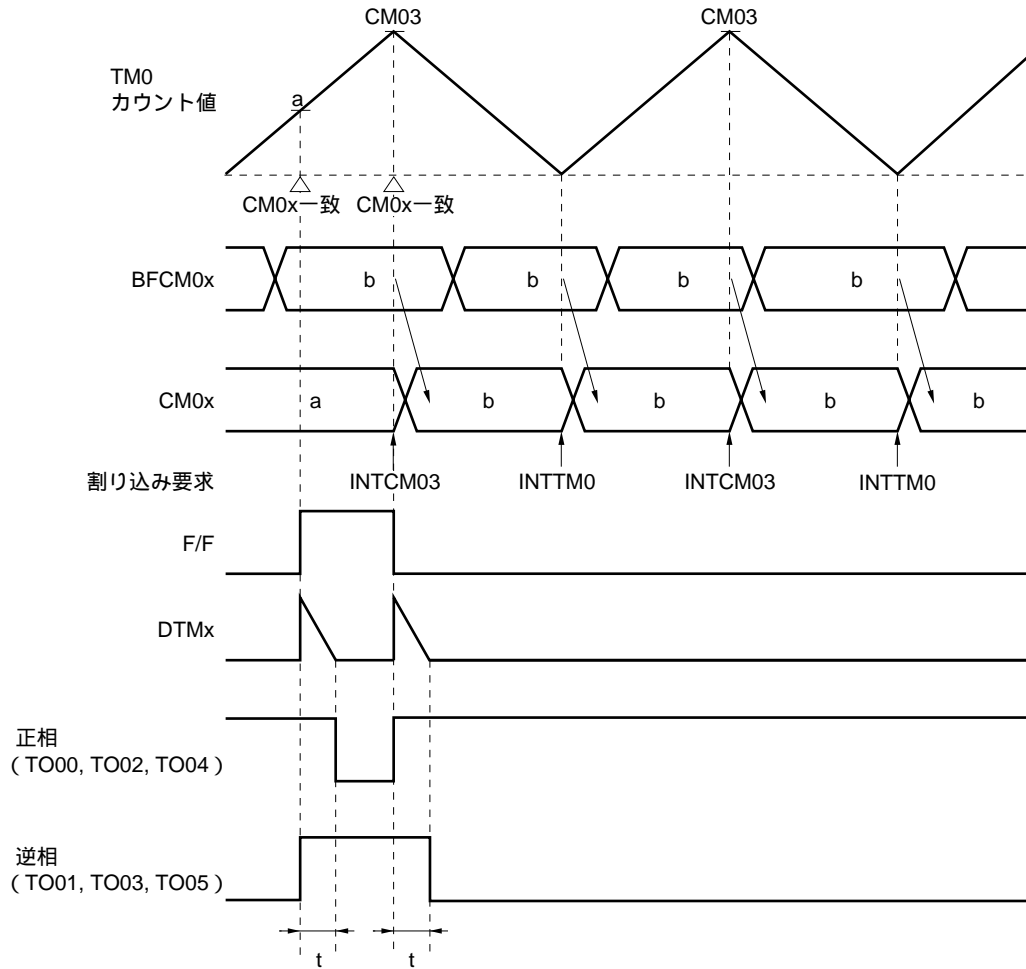 CM03 CM03
TM0
カウント値
a
CM0x一致 CM0x一致
BFCM0x b b b b
CM0x a b b b b
割り込み要求 INTCM03 INTTM0 INTCM03 INTTM0
F/F
DTMx
正相
（TO00, TO02, TO04）
逆相
（TO01, TO03, TO05）
t t